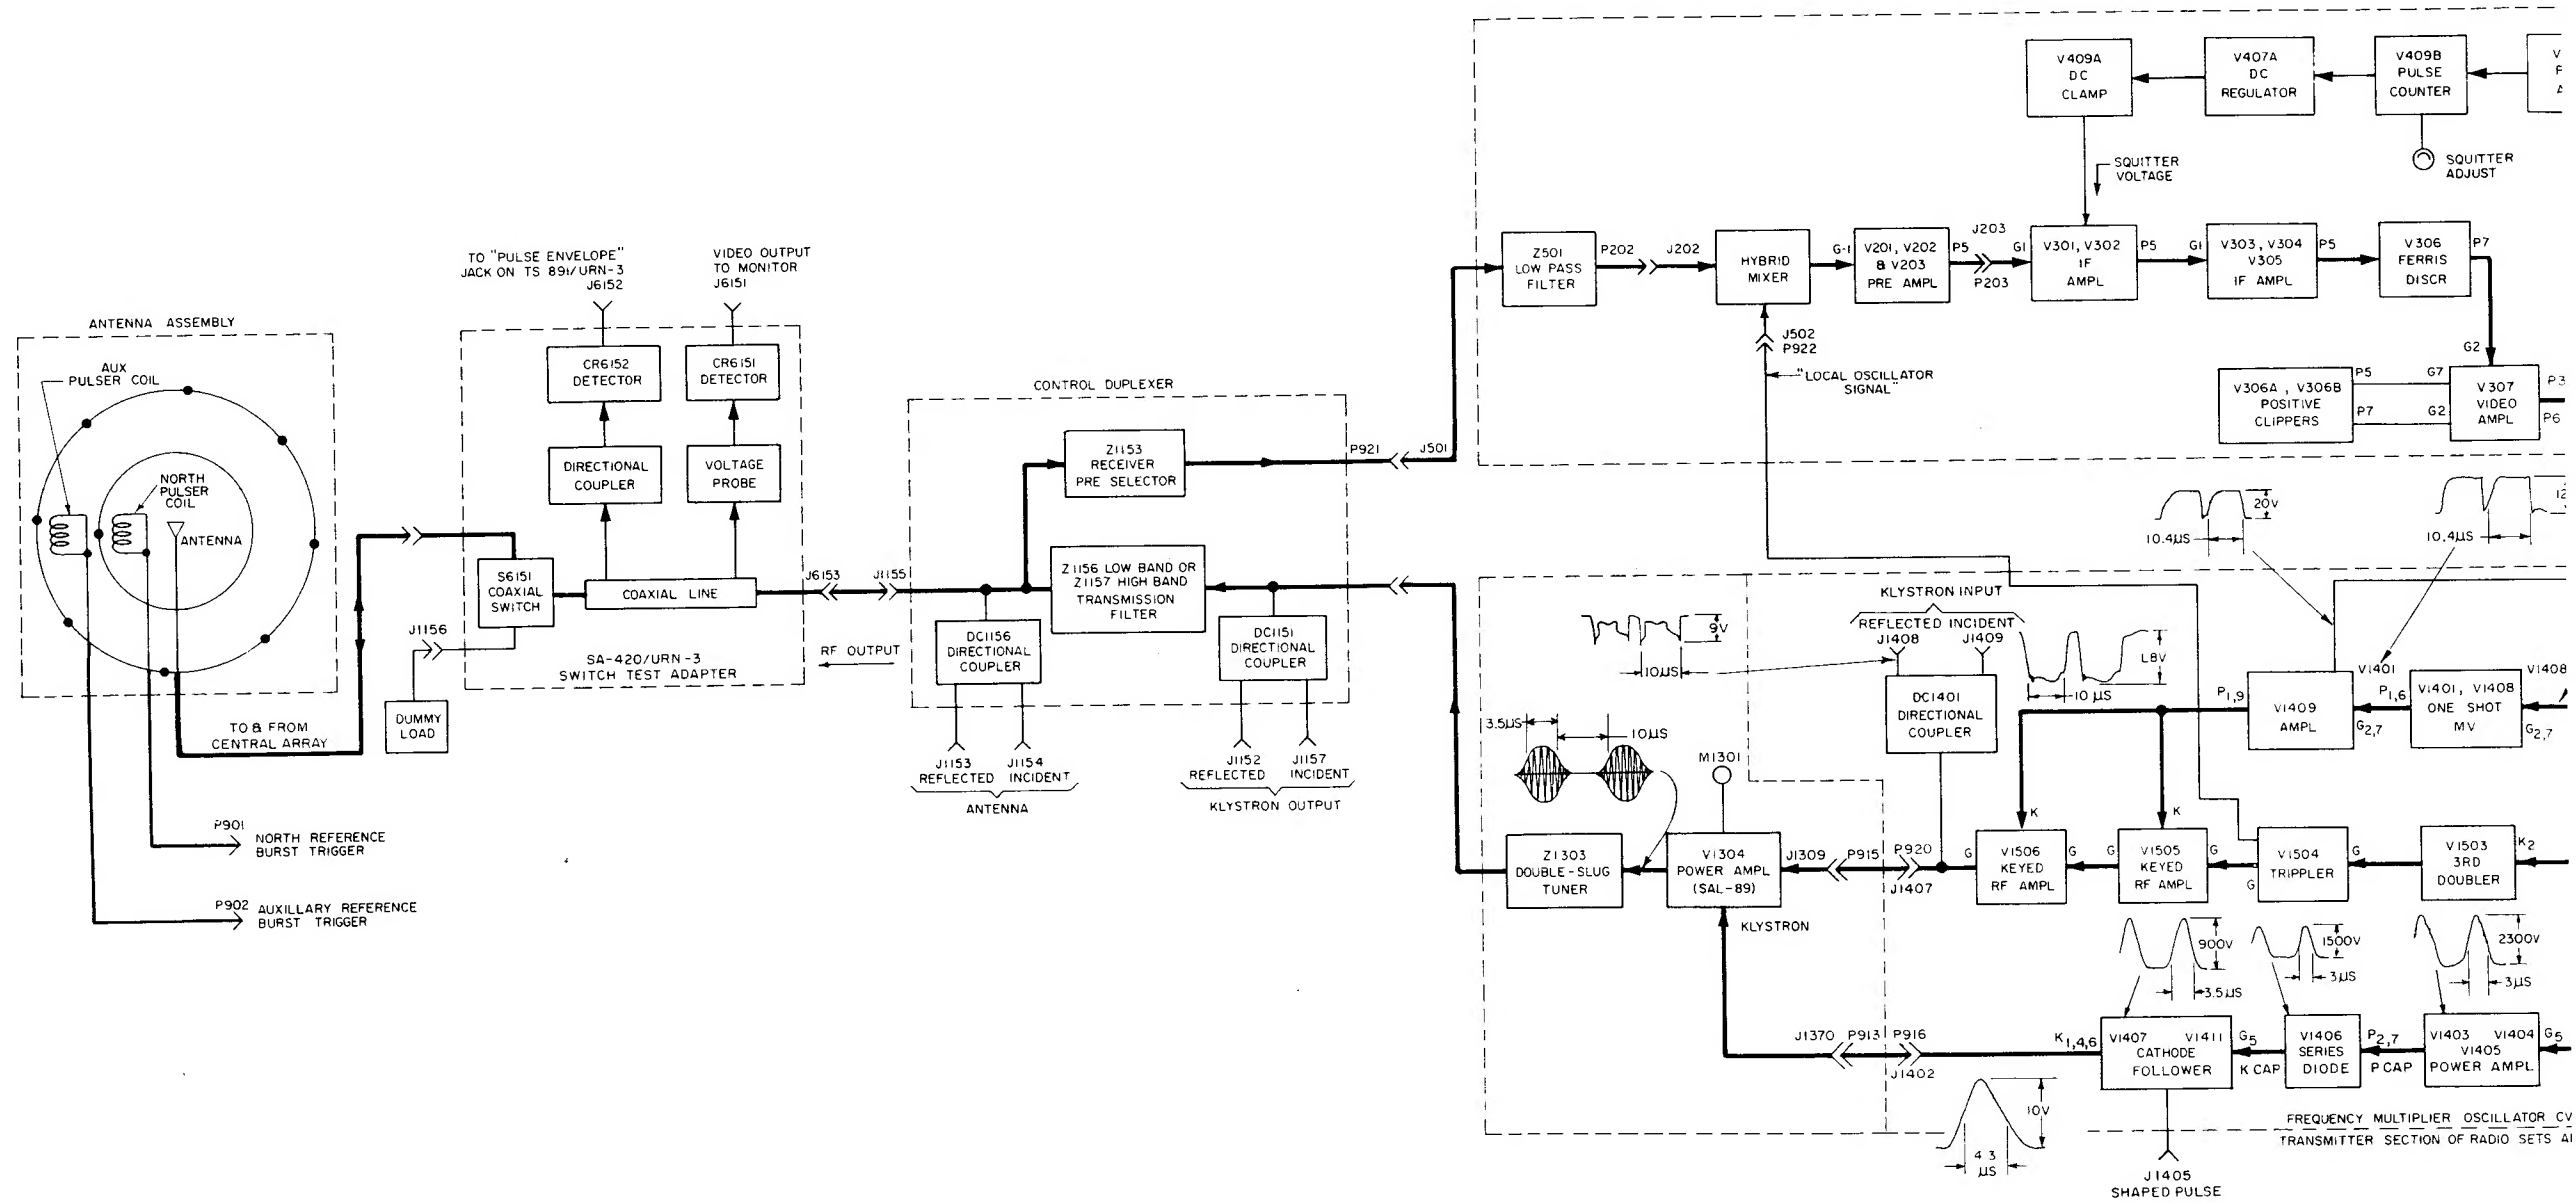 V409A
DC
CLAMP
V407A
DC
REGULATOR
V409B
PULSE
COUNTER
SQUITTER
VOLTAGE
SQUITTER
ADJUST
Z501
LOW PASS
FILTER
P202
J202
HYBRID
MIXER
G-1
V201, V202
& V203
PRE AMPL
P5
J203
P203
G1
V301, V302
IF
AMPL
P5
G1
V303, V304
V305
IF AMPL
P5
V306
FERRIS
DISCR
P7
G2
J502
P922
"LOCAL OSCILLATOR
SIGNAL"
V306A, V306B
POSITIVE
CLIPPERS
P5
G7
P7
G2
V307
VIDEO
AMPL
P3
P6
TO "PULSE ENVELOPE"
JACK ON TS 891/URN-3
J6152
VIDEO OUTPUT
TO MONITOR
J6151
ANTENNA ASSEMBLY
AUX
PULSER COIL
NORTH
PULSER
COIL
ANTENNA
CR6152
DETECTOR
CR6151
DETECTOR
DIRECTIONAL
COUPLER
VOLTAGE
PROBE
S6151
COAXIAL
SWITCH
COAXIAL LINE
J1156
DUMMY
LOAD
SA-420/URN-3
SWITCH TEST ADAPTER
TO & FROM
CENTRAL ARRAY
P901
NORTH REFERENCE
BURST TRIGGER
P902
AUXILLARY REFERENCE
BURST TRIGGER
J6153
J1155
RF OUTPUT
CONTROL DUPLEXER
Z1153
RECEIVER
PRE SELECTOR
P921
J501
Z1156 LOW BAND OR
Z1157 HIGH BAND
TRANSMISSION
FILTER
DC1156
DIRECTIONAL
COUPLER
DC1151
DIRECTIONAL
COUPLER
J1153
REFLECTED
J1154
INCIDENT
ANTENNA
J1152
REFLECTED
J1157
INCIDENT
KLYSTRON OUTPUT
20V
10.4µS
12
10.4µS
9V
10µS
KLYSTRON INPUT
REFLECTED INCIDENT
J1408
J1409
L8V
10 µS
DC1401
DIRECTIONAL
COUPLER
V1401
V1408
P1,9
V1409
AMPL
P1,6
G2,7
V1401, V1408
ONE SHOT
MV
G2,7
3.5µS
10µS
M1301
Z1303
DOUBLE-SLUG
TUNER
V1304
POWER AMPL
(SAL-89)
KLYSTRON
J1309
P915
P920
J1407
K
K
G
V1506
KEYED
RF AMPL
G
G
V1505
KEYED
RF AMPL
G
G
V1504
TRIPPLER
G
V1503
3RD
DOUBLER
K2
900V
3.5µS
1500V
3µS
2300V
3µS
J1370
P913
P916
J1402
K1,4,6
V1407 V1411
CATHODE
FOLLOWER
G5
K CAP
V1406
SERIES
DIODE
P2,7
P CAP
V1403 V1404
V1405
POWER AMPL
G5
10V
4.3
µS
J1405
SHAPED PULSE
FREQUENCY MULTIPLIER OSCILLATOR CV
TRANSMITTER SECTION OF RADIO SETS